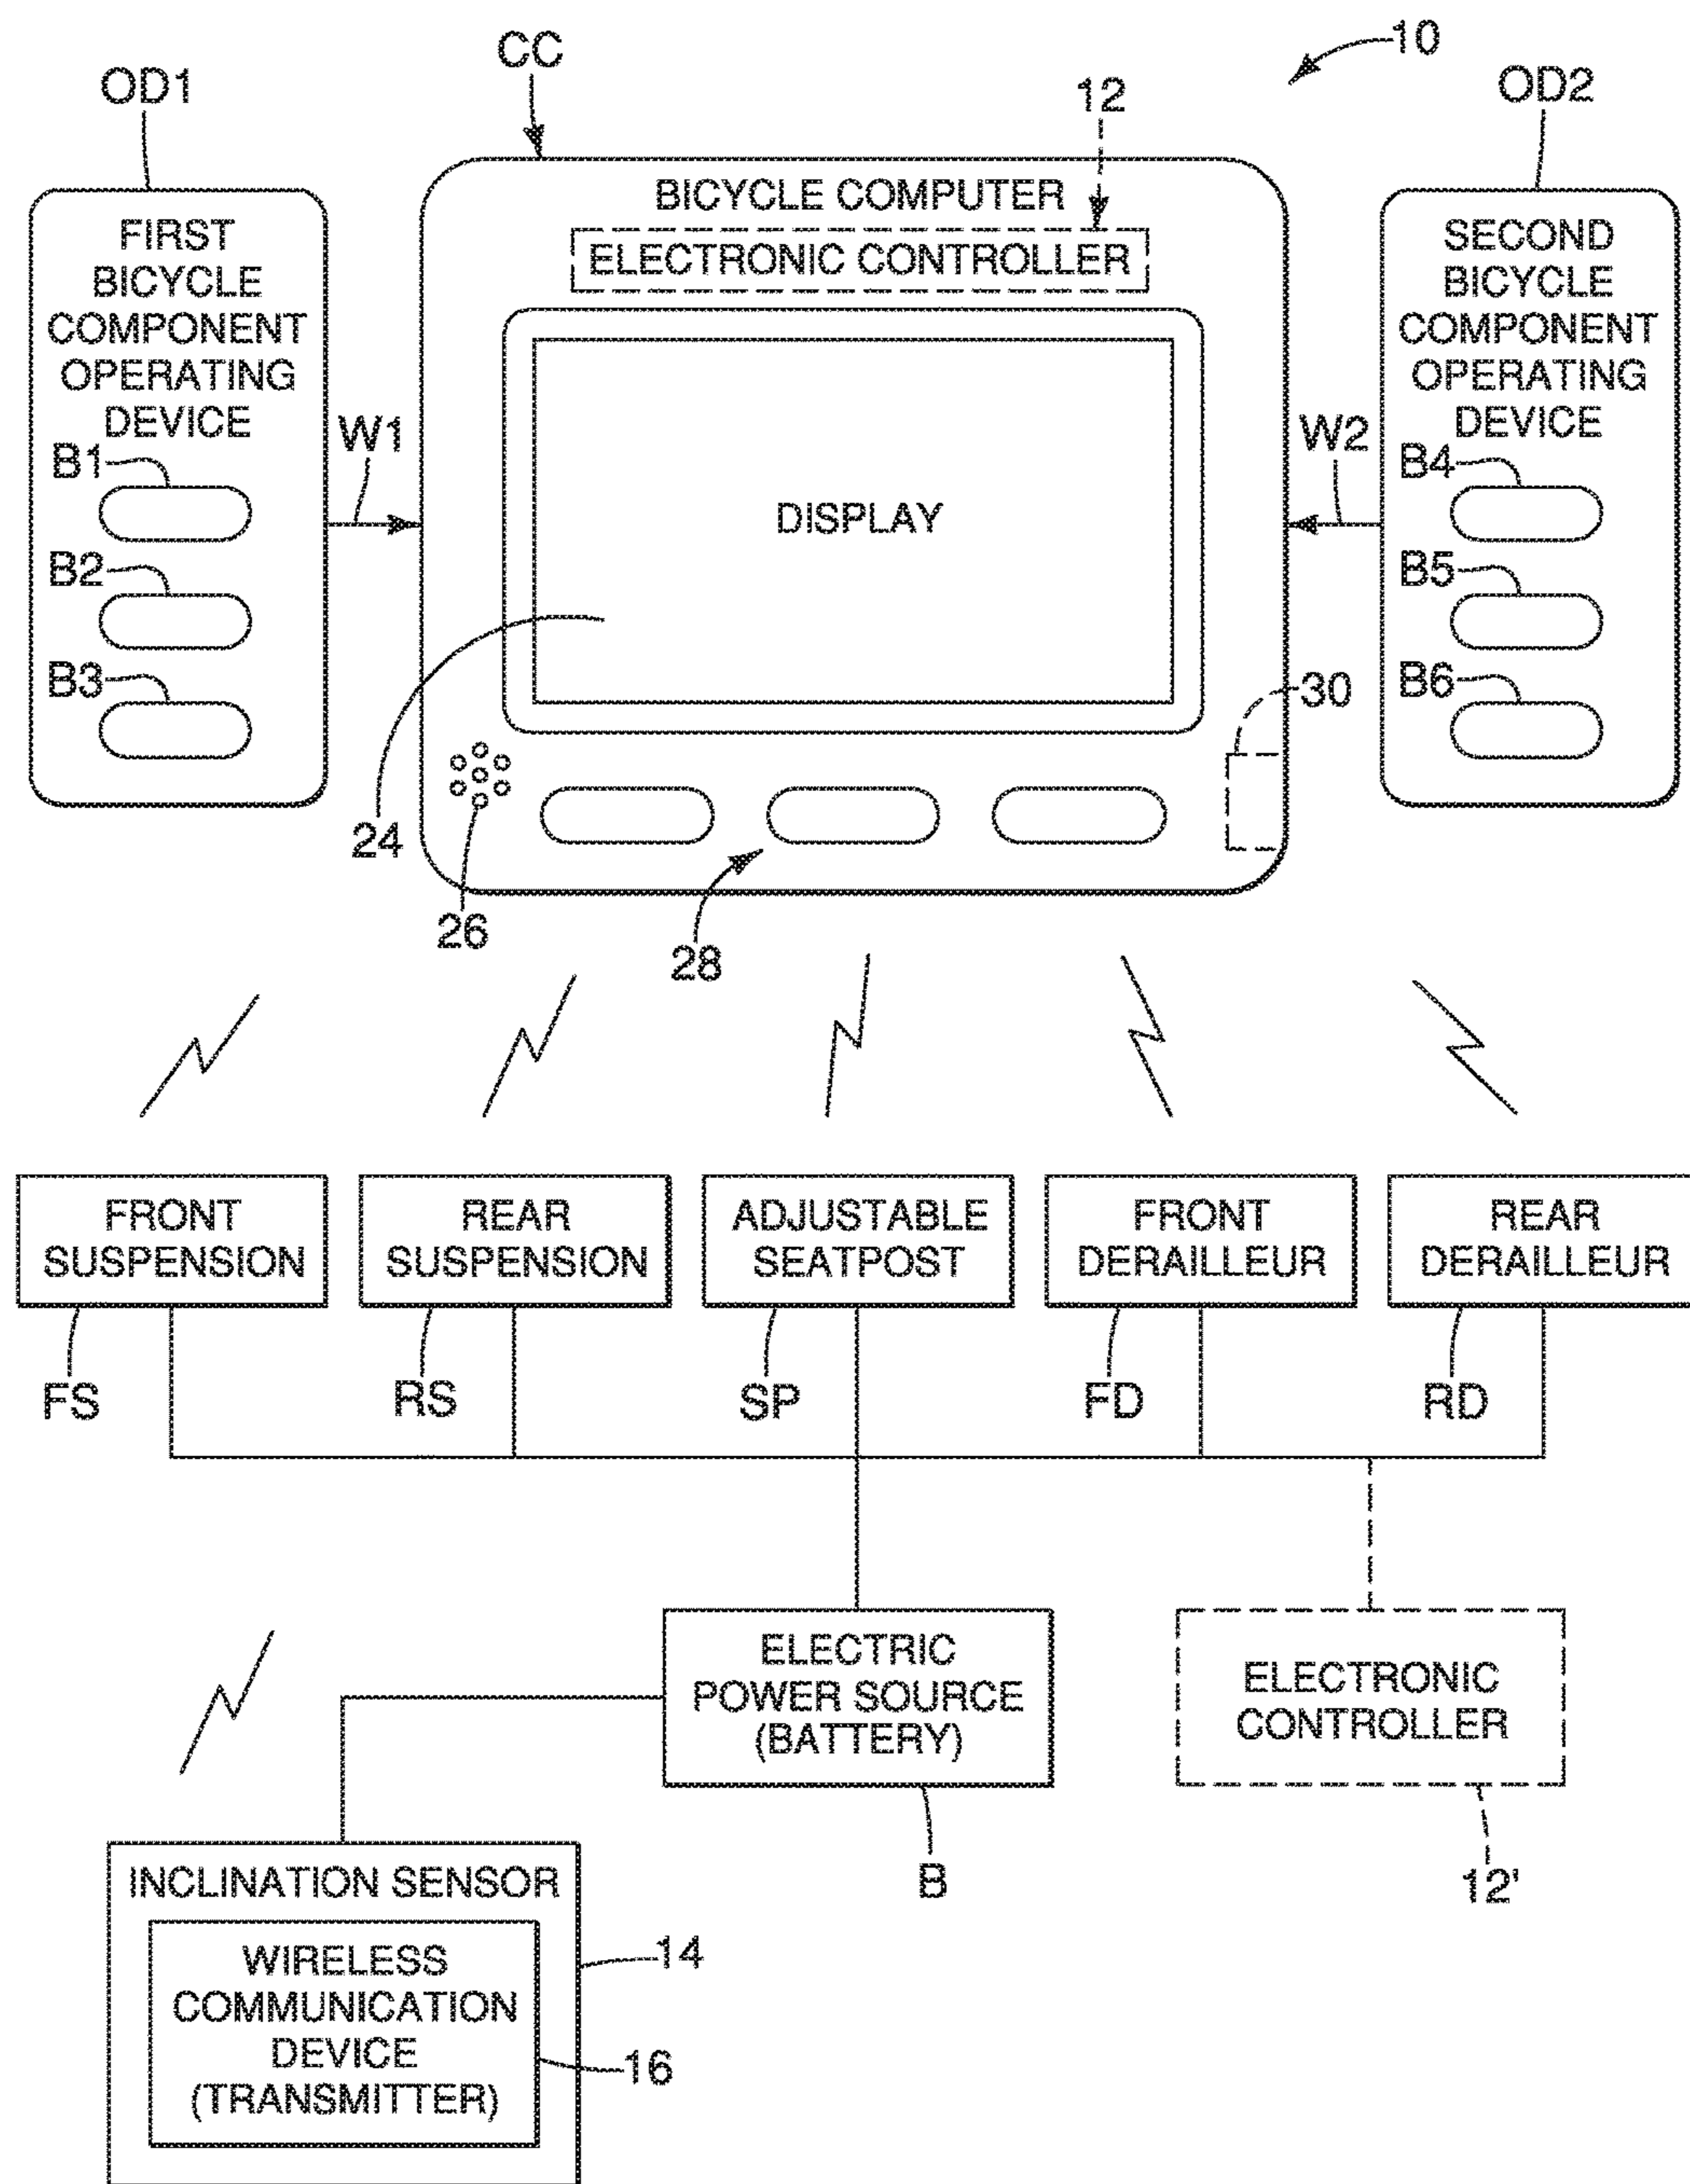 CC
10
OD1
12
OD2
BICYCLE COMPUTER
ELECTRONIC CONTROLLER
FIRST
BICYCLE
COMPONENT
OPERATING
DEVICE
SECOND
BICYCLE
COMPONENT
OPERATING
DEVICE
W1
W2
B1
B4
DISPLAY
B2
B5
B3
B6
30
24
26
28
FRONT
SUSPENSION
REAR
SUSPENSION
ADJUSTABLE
SEATPOST
FRONT
DERAILLEUR
REAR
DERAILLEUR
FS
RS
SP
FD
RD
ELECTRIC
POWER SOURCE
(BATTERY)
ELECTRONIC
CONTROLLER
B
12'
INCLINATION SENSOR
WIRELESS
COMMUNICATION
DEVICE
(TRANSMITTER)
14
16